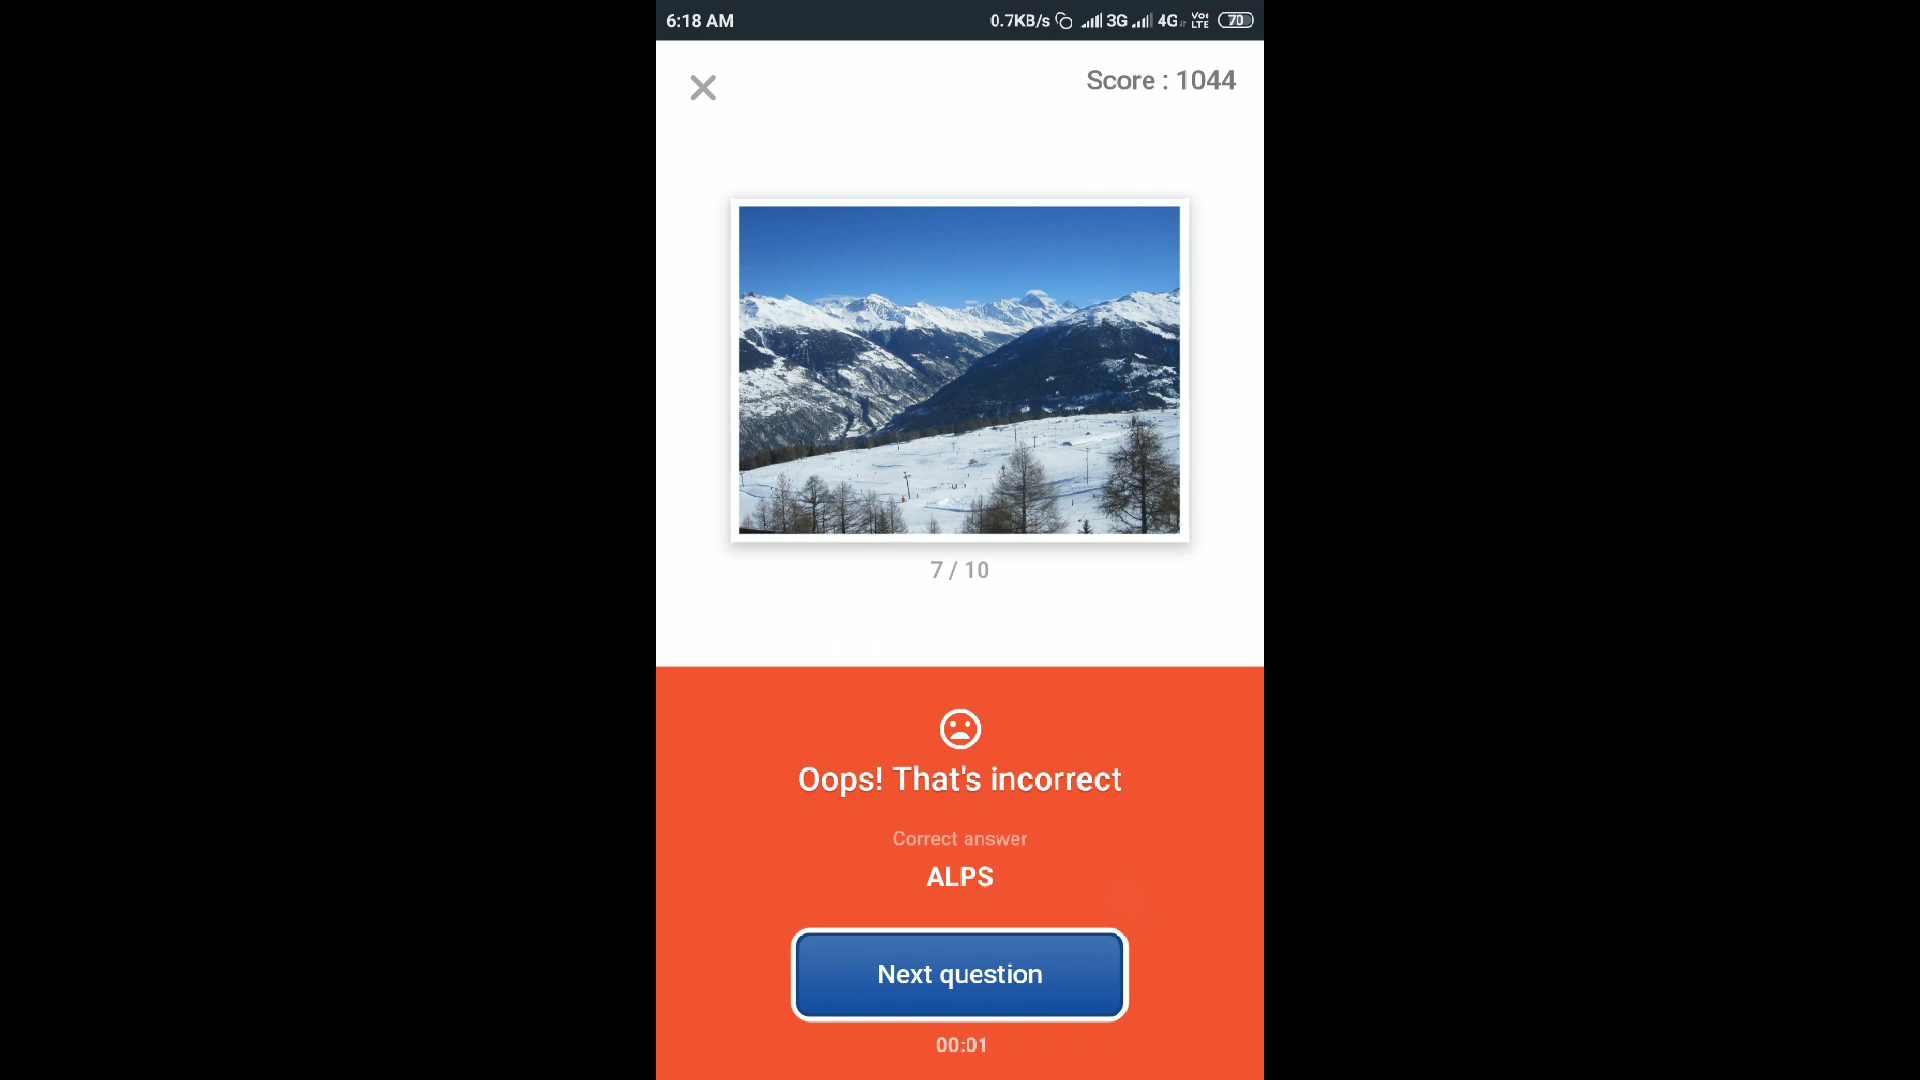 6:18 AM 0.7KB/s 3G 4G VoLTE 70
Score : 1044
7 / 10
Oops! That's incorrect
Correct answer
ALPS
Next question
00:01